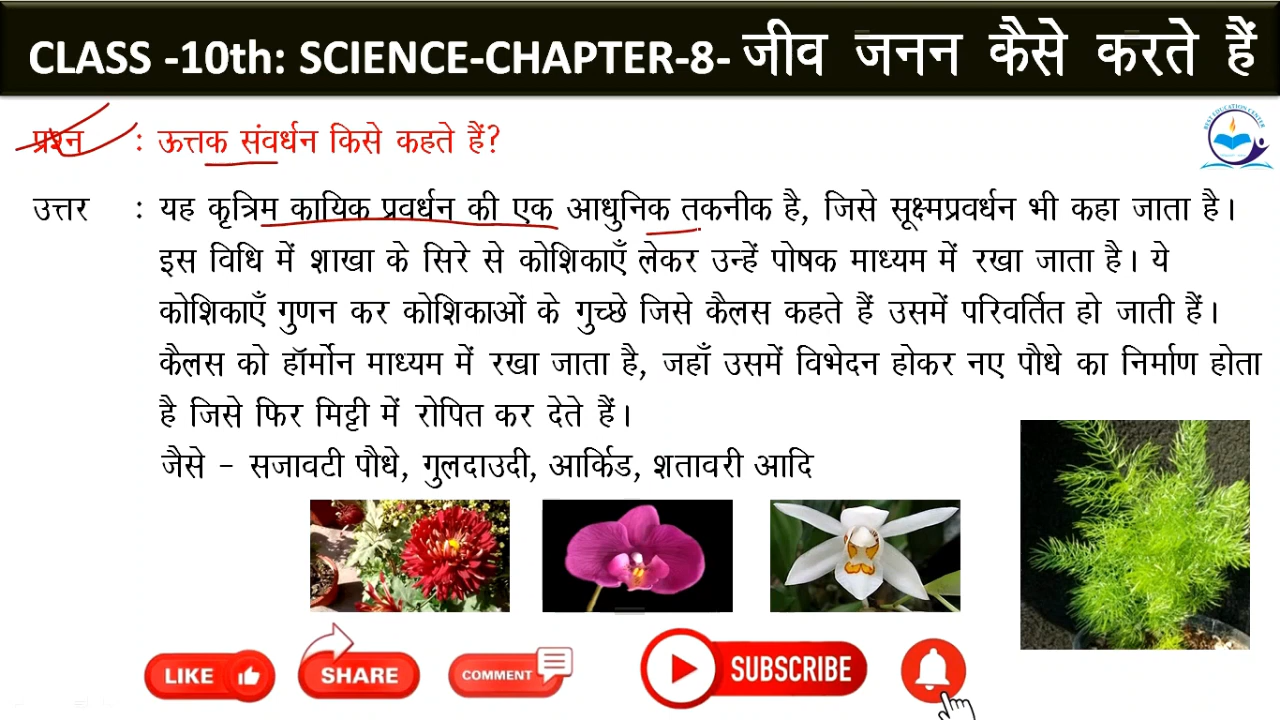 CLASS -10th: SCIENCE-CHAPTER-8- जीव जनन कैसे करते हैं
BEST EDUCATION CENTER
प्रश्न : ऊत्तक संवर्धन किसे कहते हैं?
उत्तर : यह कृत्रिम कायिक प्रवर्धन की एक आधुनिक तकनीक है, जिसे सूक्ष्मप्रवर्धन भी कहा जाता है।
इस विधि में शाखा के सिरे से कोशिकाएँ लेकर उन्हें पोषक माध्यम में रखा जाता है। ये
कोशिकाएँ गुणन कर कोशिकाओं के गुच्छे जिसे कैलस कहते हैं उसमें परिवर्तित हो जाती हैं।
कैलस को हॉर्मोन माध्यम में रखा जाता है, जहाँ उसमें विभेदन होकर नए पौधे का निर्माण होता
है जिसे फिर मिट्टी में रोपित कर देते हैं।
जैसे - सजावटी पौधे, गुलदाउदी, आर्किड, शतावरी आदि
LIKE SHARE COMMENT SUBSCRIBE